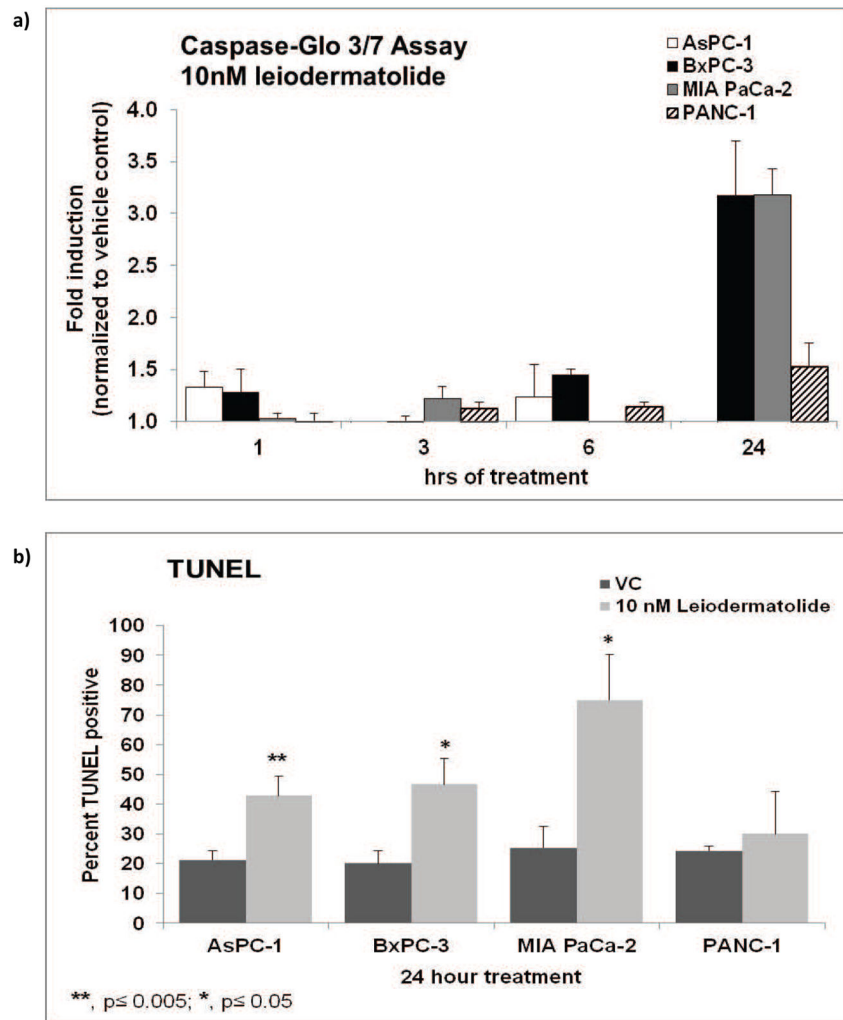 a)
Caspase-Glo 3/7 Assay
10nM leiodermatolide
AsPC-1
BxPC-3
MIA PaCa-2
PANC-1
Fold induction
(normalized to vehicle control)
4.0
3.5
3.0
2.5
2.0
1.5
1.0
1 3 6 24
hrs of treatment
b)
TUNEL
VC
10 nM Leiodermatolide
Percent TUNEL positive
100
90
80
70
60
50
40
30
20
10
0
**
*
*
AsPC-1 BxPC-3 MIA PaCa-2 PANC-1
24 hour treatment
**, p≤ 0.005; *, p≤ 0.05